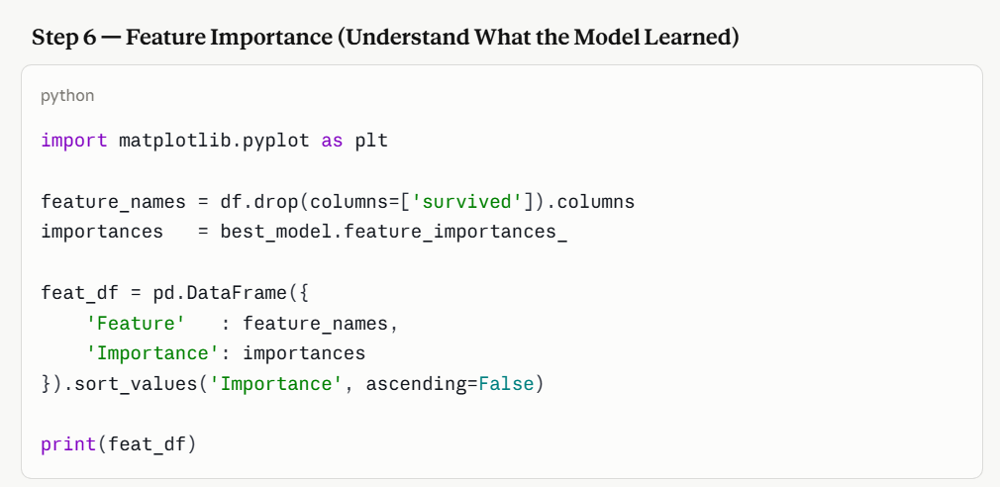 Step 6 — Feature Importance (Understand What the Model Learned)
python
import matplotlib.pyplot as plt
feature_names = df.drop(columns=['survived']).columns
importances   = best_model.feature_importances_
feat_df = pd.DataFrame({
    'Feature'   : feature_names,
    'Importance': importances
}).sort_values('Importance', ascending=False)
print(feat_df)